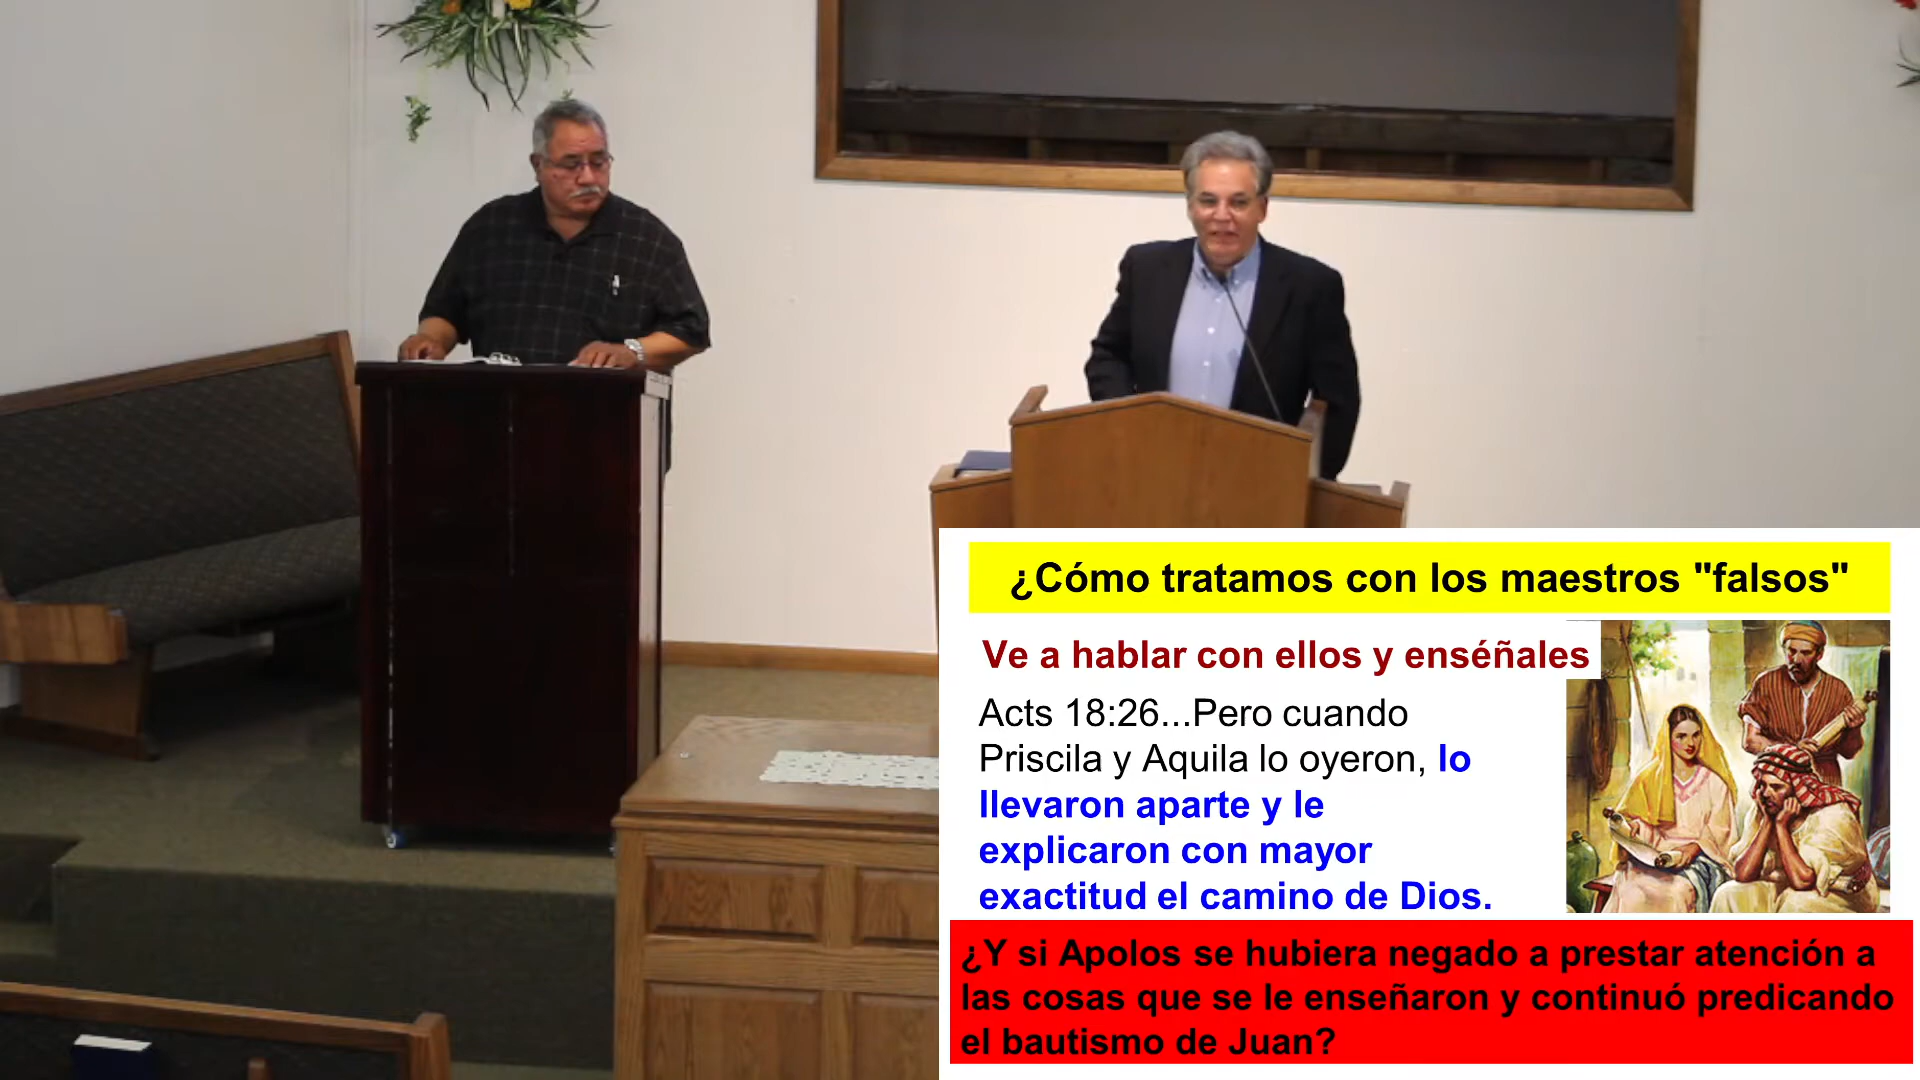 ¿Cómo tratamos con los maestros "falsos"
Ve a hablar con ellos y enséñales
Acts 18:26...Pero cuando
Priscila y Aquila lo oyeron, lo
llevaron aparte y le
explicaron con mayor
exactitud el camino de Dios.
¿Y si Apolos se hubiera negado a prestar atención a
las cosas que se le enseñaron y continuó predicando
el bautismo de Juan?